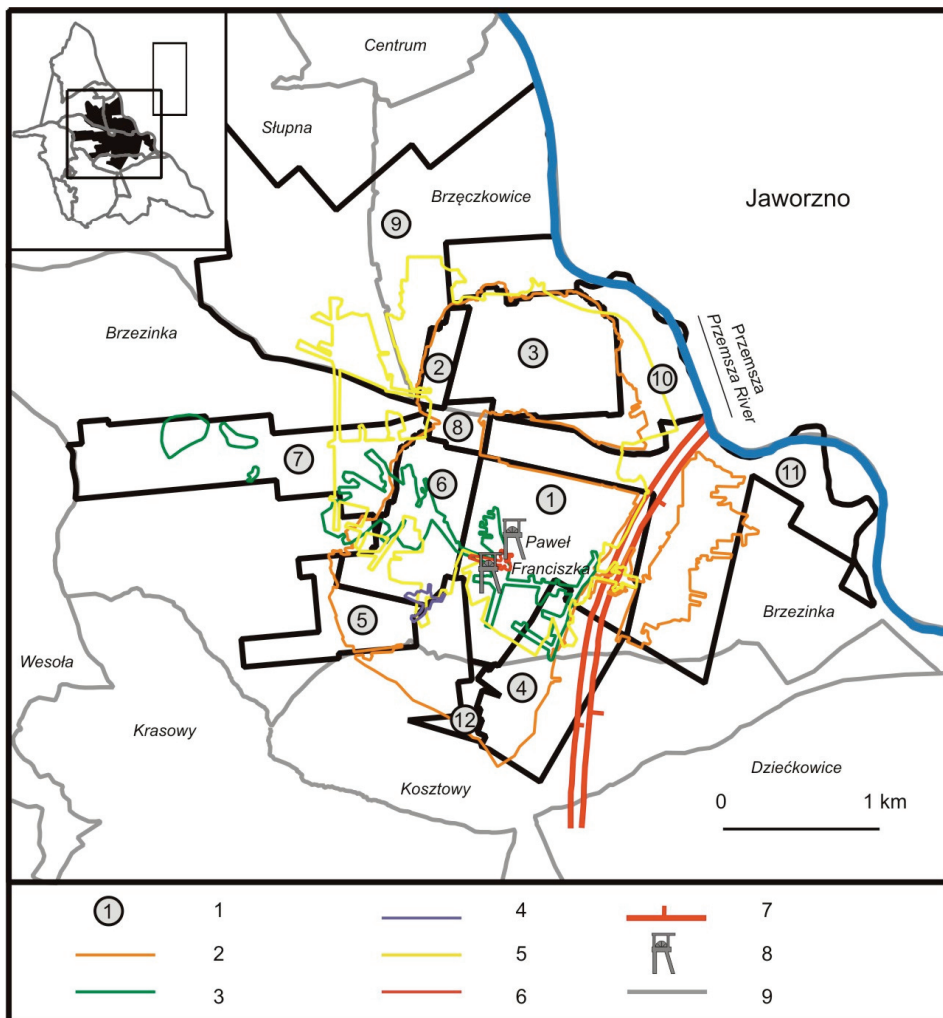 Centrum
Słupna
Brzęczkowice
9
Jaworzno
Brzezinka
Przemsza
Przemsza River
3
2
10
8
7
11
6
1
Paweł
Franciszka
Brzezinka
5
Wesoła
4
12
Krasowy
Dziećkowice
Kosztowy
0 1 km
1 1 4 7
2 5 8
3 6 9